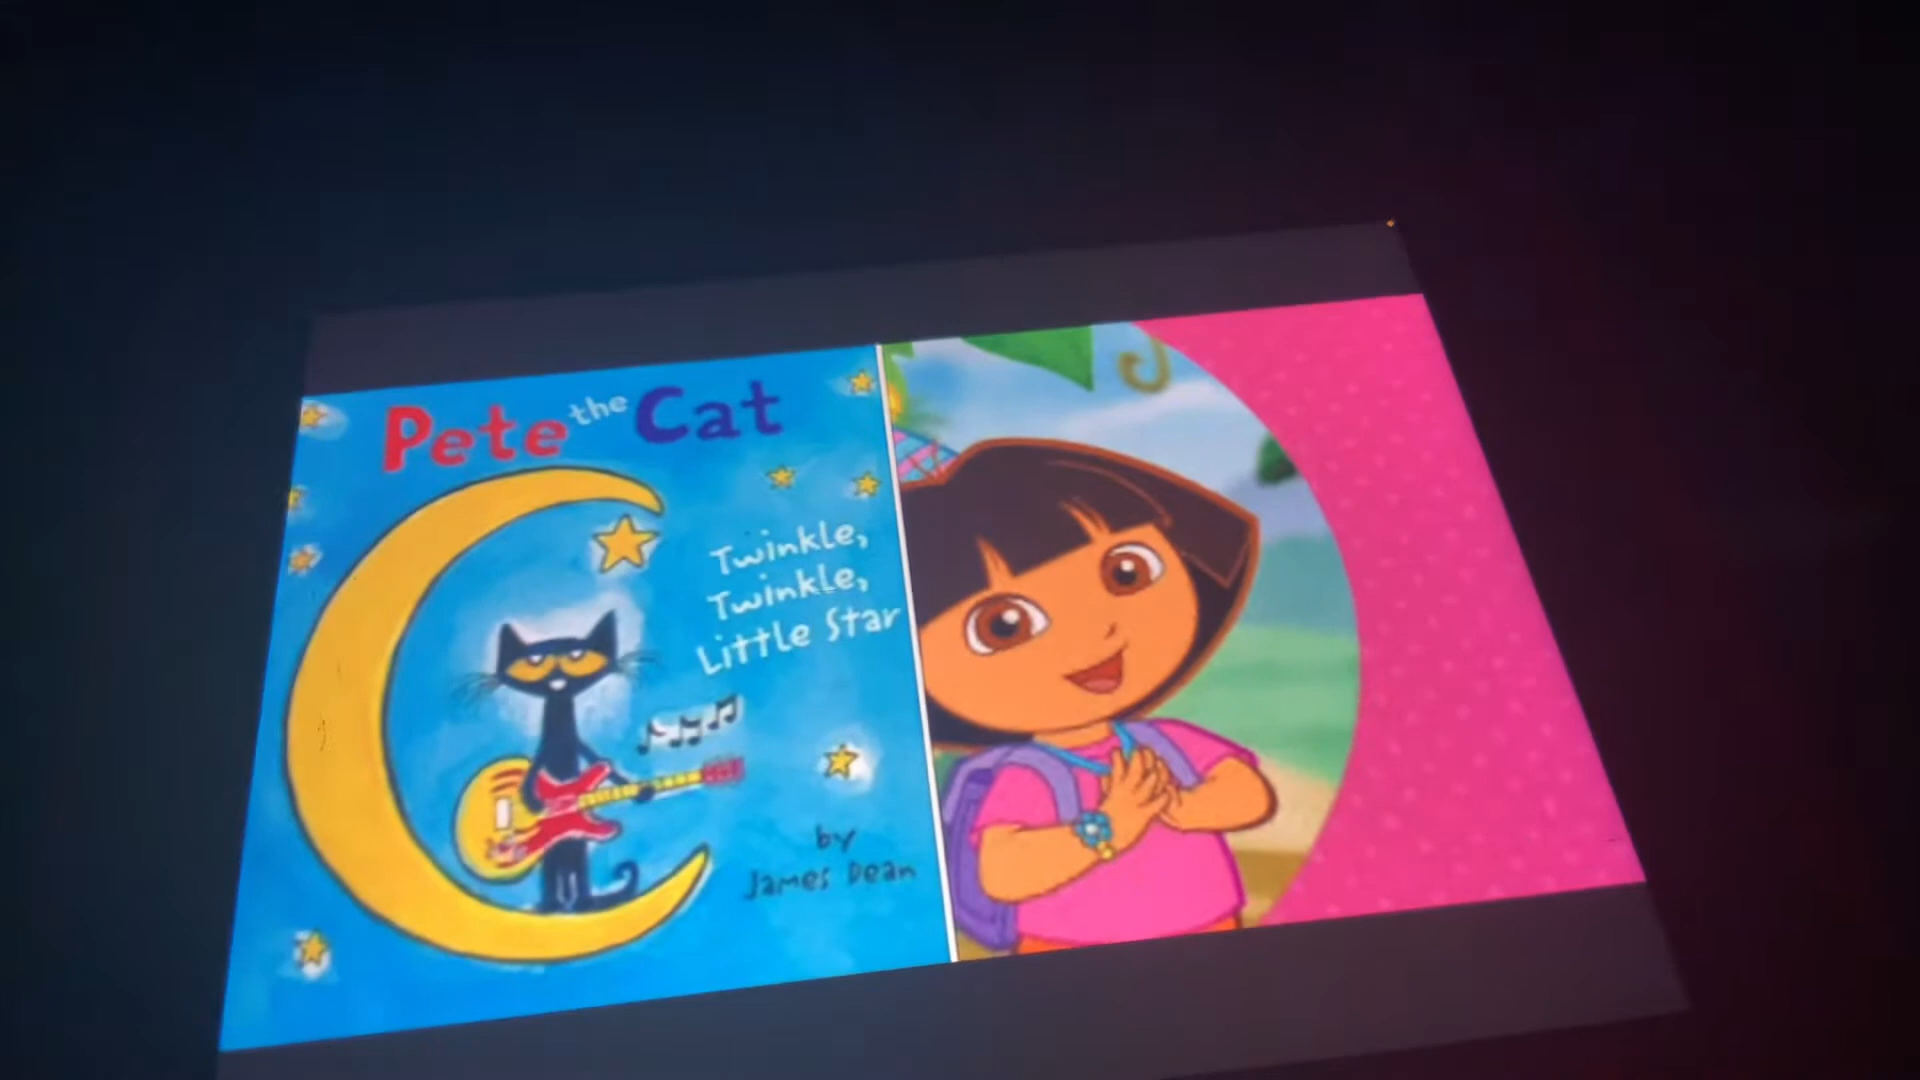 Pete the Cat
Twinkle,
Twinkle,
Little Star
by
James Dean